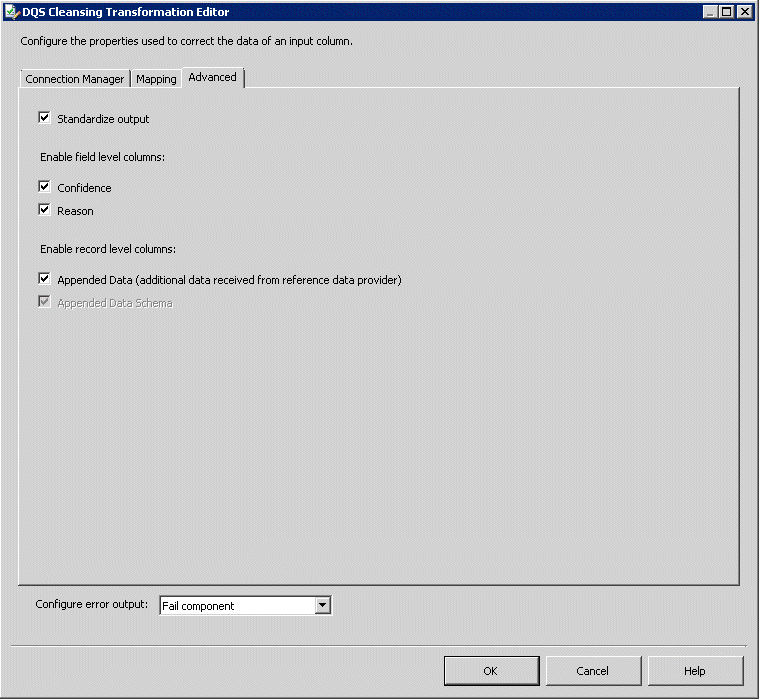 DQS Cleansing Transformation Editor
Configure the properties used to correct the data of an input column.
Connection Manager Mapping Advanced
Standardize output
Enable field level columns:
Confidence
Reason
Enable record level columns:
Appended Data (additional data received from reference data provider)
Appended Data Schema
Configure error output: Fail component
OK Cancel Help